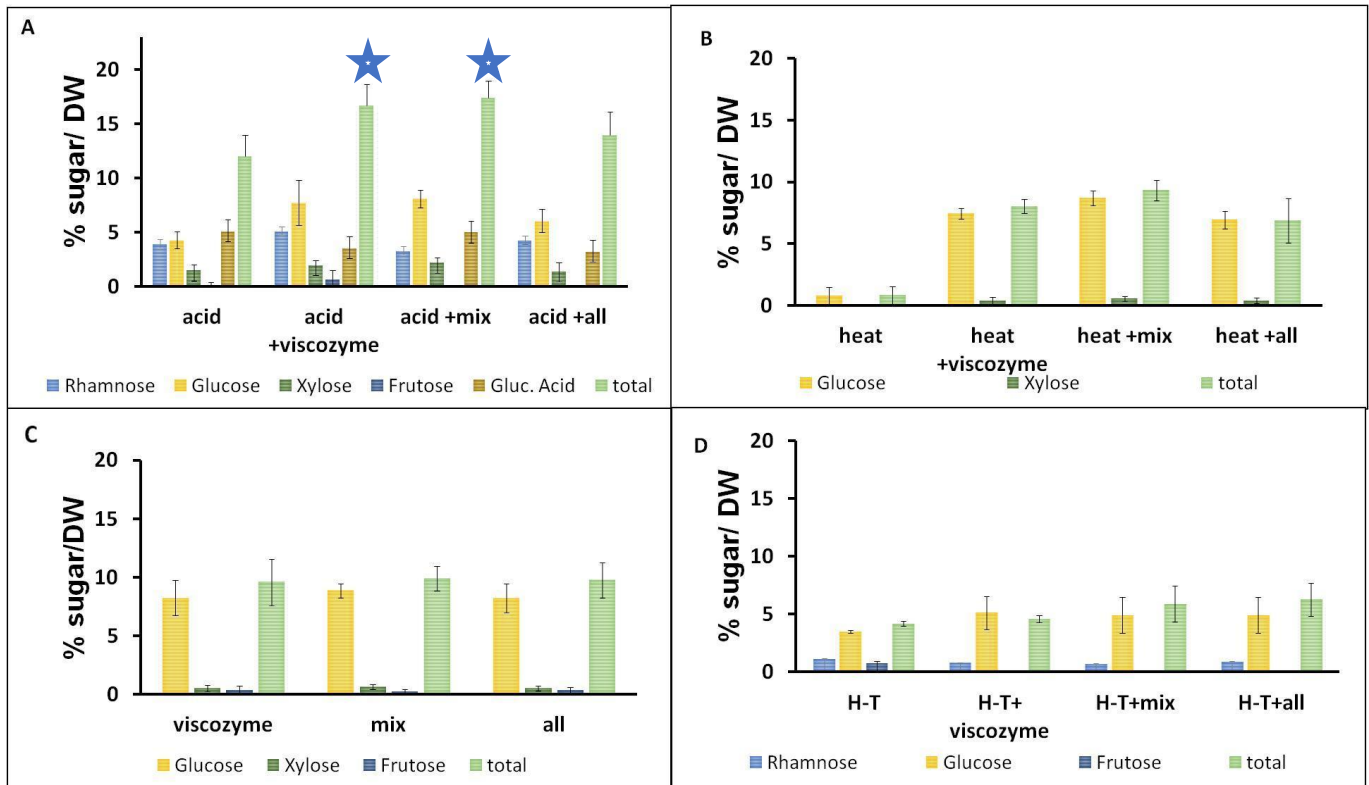 A
% sugar/ DW
20
15
10
5
0
acid
acid
+viscozyme
acid +mix
acid +all
Rhamnose
Glucose
Xylose
Frutose
Gluc. Acid
total
B
% sugar/ DW
20
15
10
5
0
heat
heat
+viscozyme
heat +mix
heat +all
Glucose
Xylose
total
C
% sugar/DW
20
15
10
5
0
viscozyme
mix
all
Glucose
Xylose
Frutose
total
D
% sugar/ DW
20
15
10
5
0
H-T
H-T+
viscozyme
H-T+mix
H-T+all
Rhamnose
Glucose
Frutose
total